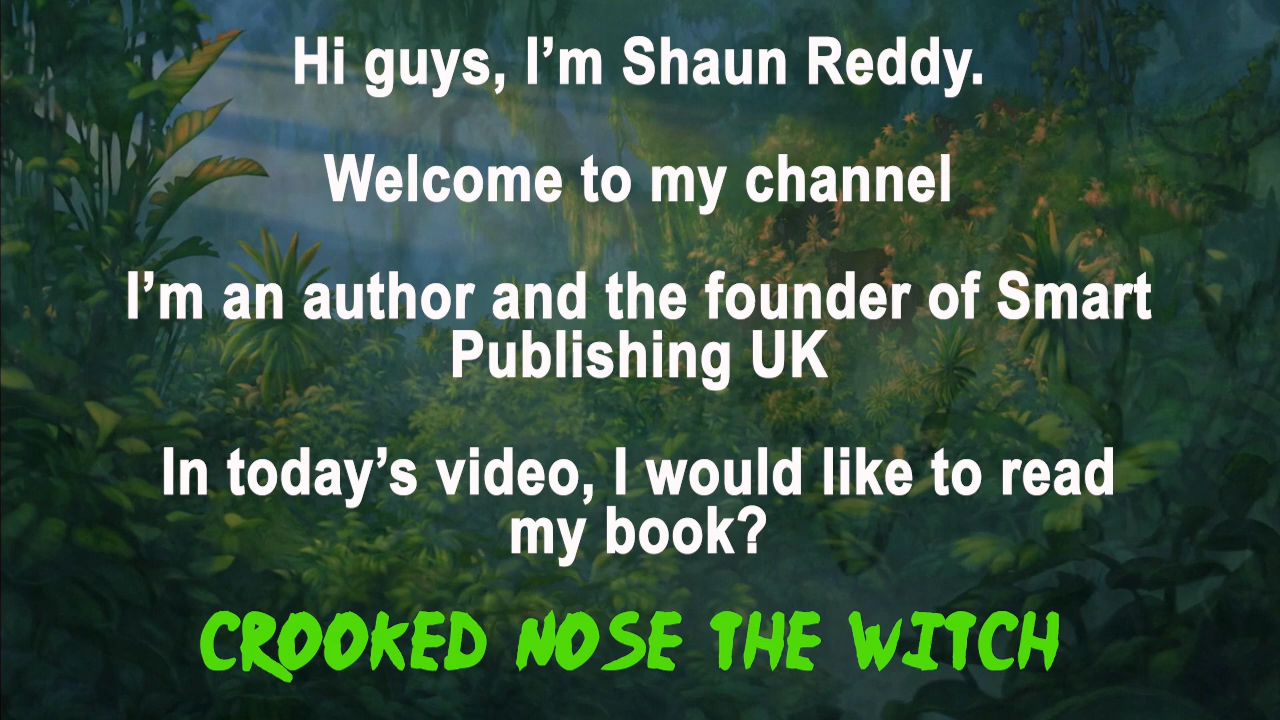 Hi guys, I’m Shaun Reddy.
Welcome to my channel
I’m an author and the founder of Smart
Publishing UK
In today’s video, I would like to read
my book?
CROOKED NOSE THE WITCH